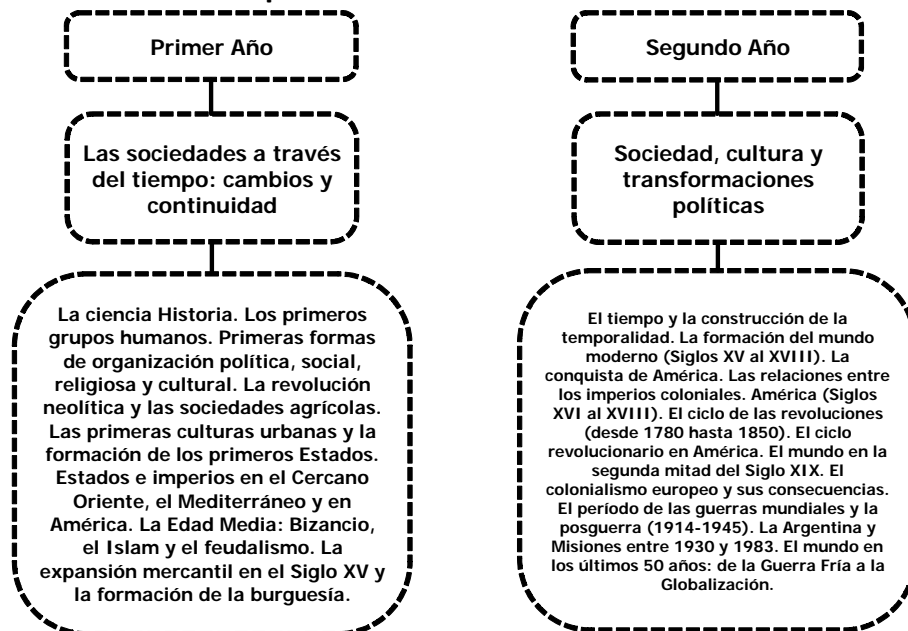 Primer Año
Las sociedades a través
del tiempo: cambios y
continuidad
La ciencia Historia. Los primeros
grupos humanos. Primeras formas
de organización política, social,
religiosa y cultural. La revolución
neolítica y las sociedades agrícolas.
Las primeras culturas urbanas y la
formación de los primeros Estados.
Estados e imperios en el Cercano
Oriente, el Mediterráneo y en
América. La Edad Media: Bizancio,
el Islam y el feudalismo. La
expansión mercantil en el Siglo XV y
la formación de la burguesía.
Segundo Año
Sociedad, cultura y
transformaciones
políticas
El tiempo y la construcción de la
temporalidad. La formación del mundo
moderno (Siglos XV al XVIII). La
conquista de América. Las relaciones entre
los imperios coloniales. América (Siglos
XVI al XVIII). El ciclo de las revoluciones
(desde 1780 hasta 1850). El ciclo
revolucionario en América. El mundo en la
segunda mitad del Siglo XIX. El
colonialismo europeo y sus consecuencias.
El período de las guerras mundiales y la
posguerra (1914-1945). La Argentina y
Misiones entre 1930 y 1983. El mundo en
los últimos 50 años: de la Guerra Fría a la
Globalización.